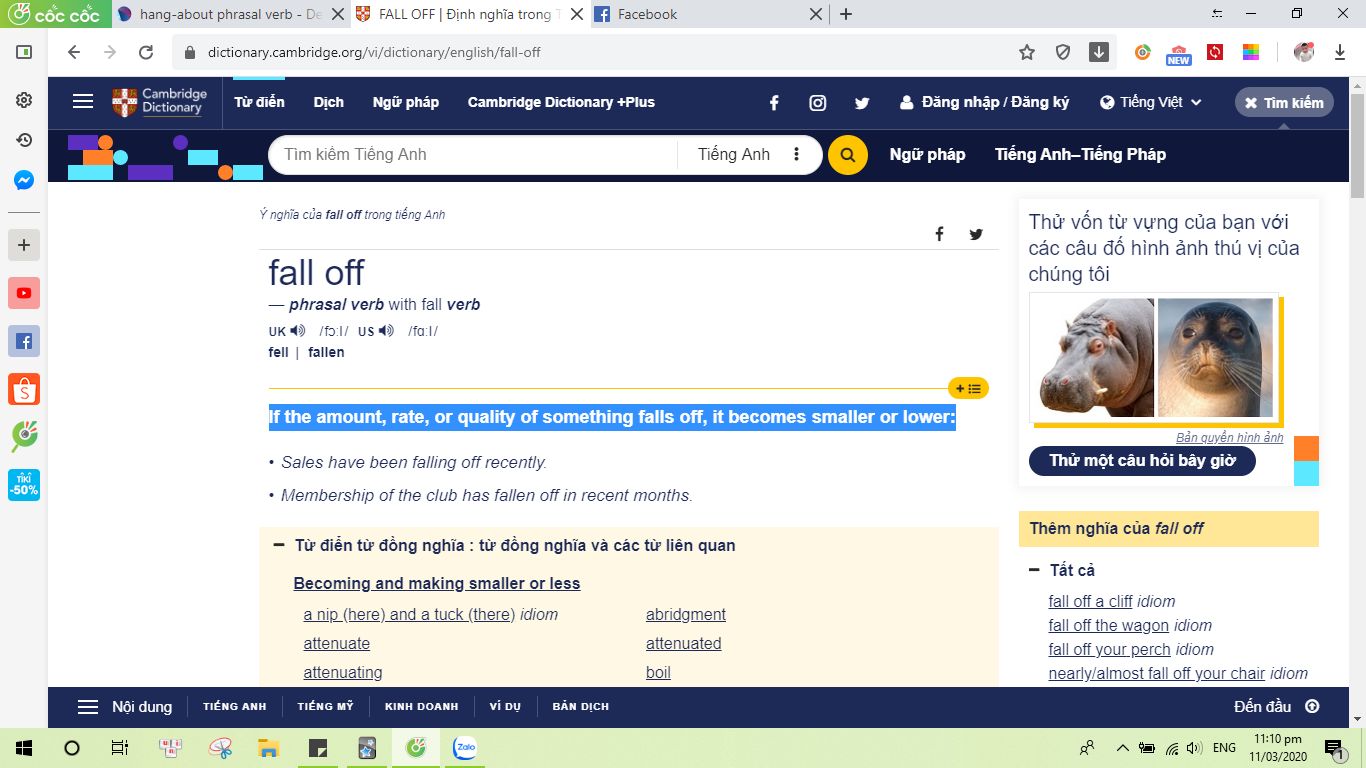 cốc cốc
hang-about phrasal verb - De
FALL OFF | Định nghĩa trong T
Facebook
dictionary.cambridge.org/vi/dictionary/english/fall-off
NEW
Cambridge
Dictionary
Từ điển
Dịch
Ngữ pháp
Cambridge Dictionary +Plus
Đăng nhập / Đăng ký
Tiếng Việt
Tìm kiếm
Tìm kiếm Tiếng Anh
Tiếng Anh
Ngữ pháp
Tiếng Anh–Tiếng Pháp
Ý nghĩa của fall off trong tiếng Anh
fall off
— phrasal verb with fall verb
UK /fɔːl/ US /fɑːl/
fell | fallen
If the amount, rate, or quality of something falls off, it becomes smaller or lower:
• Sales have been falling off recently.
• Membership of the club has fallen off in recent months.
Từ điển từ đồng nghĩa : từ đồng nghĩa và các từ liên quan
Becoming and making smaller or less
a nip (here) and a tuck (there) idiom
abridgment
attenuate
attenuated
attenuating
boil
Thử vốn từ vựng của bạn với
các câu đố hình ảnh thú vị của
chúng tôi
Bản quyền hình ảnh
Thử một câu hỏi bây giờ
Thêm nghĩa của fall off
Tất cả
fall off a cliff idiom
fall off the wagon idiom
fall off your perch idiom
nearly/almost fall off your chair idiom
TIKI
-50%
Nội dung
TIẾNG ANH
TIẾNG MỸ
KINH DOANH
VÍ DỤ
BẢN DỊCH
Đến đầu
Zalo
ENG
11:10 pm
11/03/2020
1